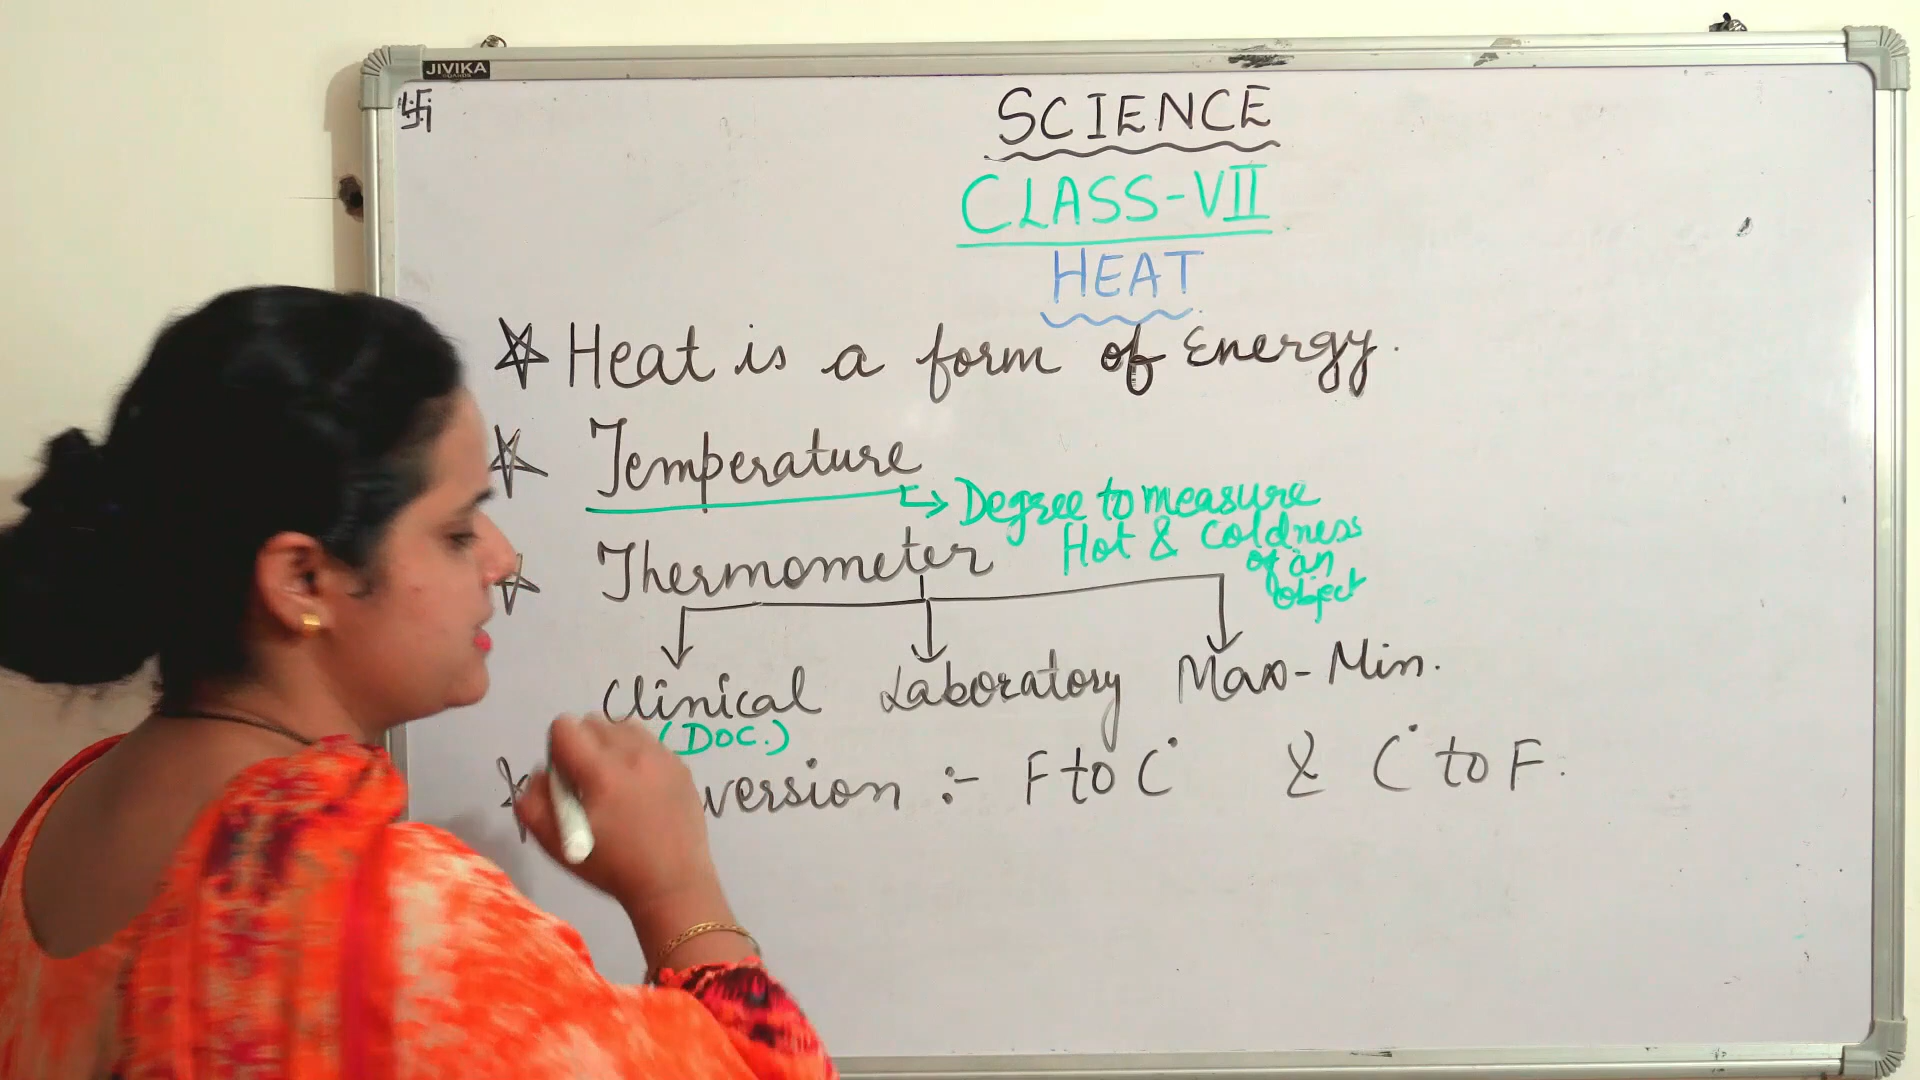 JIVIKA
卐
SCIENCE
CLASS-VII
HEAT
Heat is a form of Energy.
Temperature
Degree to measure
Hot & coldness
of an
object
Thermometer
Clinical Laboratory Max-Min.
(Doc.)
version :- F to C° & C° to F.